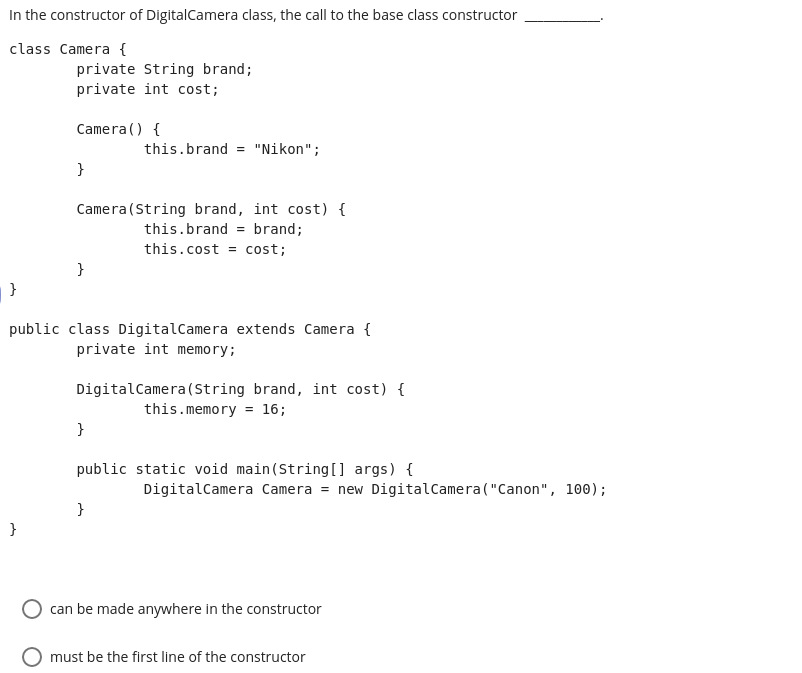 In the constructor of DigitalCamera class, the call to the base class constructor ___________.
class Camera {
        private String brand;
        private int cost;

        Camera() {
                this.brand = "Nikon";
        }

        Camera(String brand, int cost) {
                this.brand = brand;
                this.cost = cost;
        }
}

public class DigitalCamera extends Camera {
        private int memory;

        DigitalCamera(String brand, int cost) {
                this.memory = 16;
        }

        public static void main(String[] args) {
                DigitalCamera Camera = new DigitalCamera("Canon", 100);
        }
}
can be made anywhere in the constructor
must be the first line of the constructor